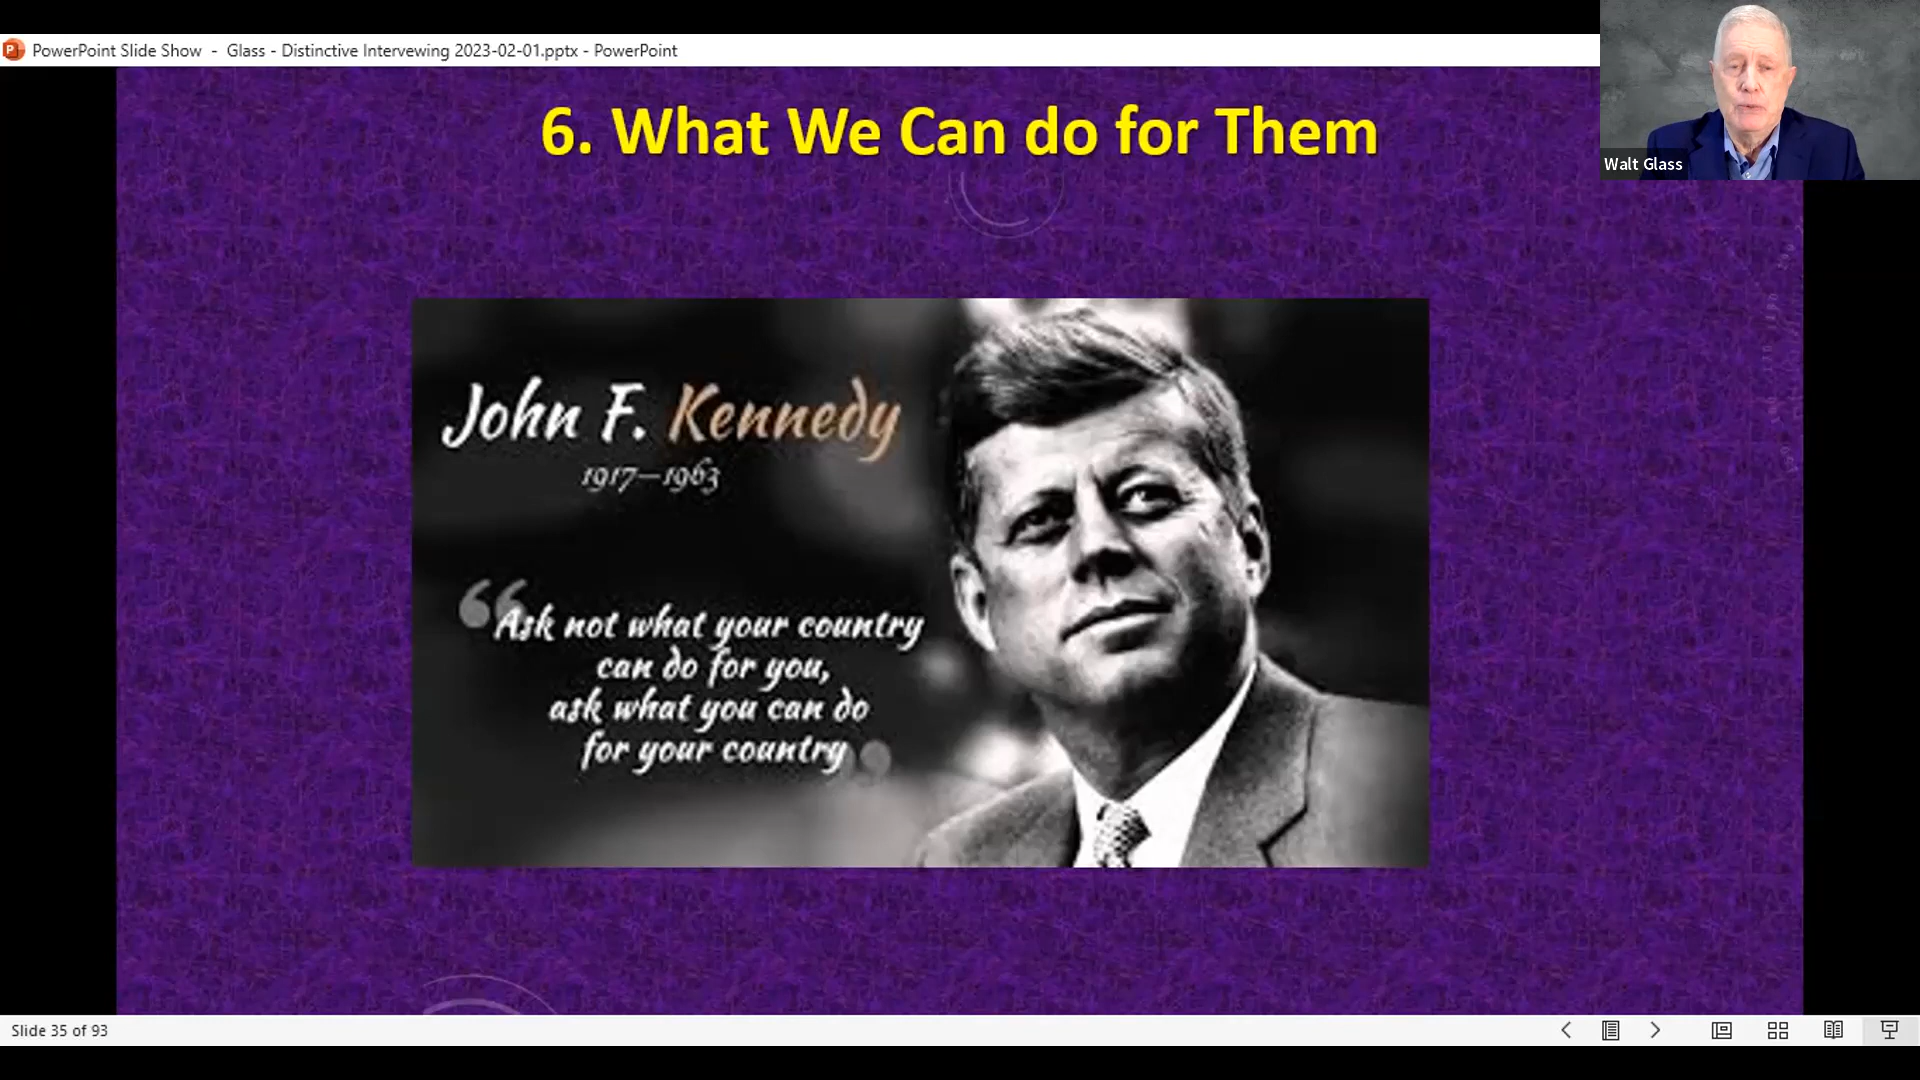 PowerPoint Slide Show - Glass - Distinctive Intervewing 2023-02-01.pptx - PowerPoint
Walt Glass
6. What We Can do for Them
John F. Kennedy
1917—1963
“Ask not what your country
can do for you,
ask what you can do
for your country
Slide 35 of 93